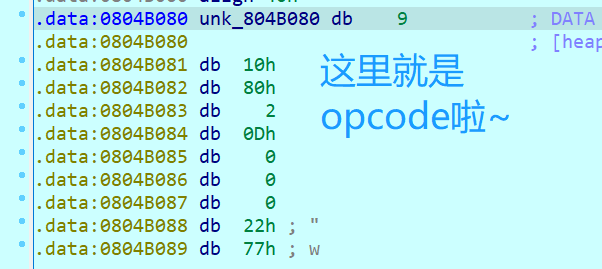 .data:0804B080 unk_804B080 db 9 ; DATA
.data:0804B080 ; [heap
.data:0804B081 db 10h
.data:0804B082 db 80h
.data:0804B083 db 2
.data:0804B084 db 0Dh
.data:0804B085 db 0
.data:0804B086 db 0
.data:0804B087 db 0
.data:0804B088 db 22h ; "
.data:0804B089 db 77h ; w
这里就是
opcode啦~